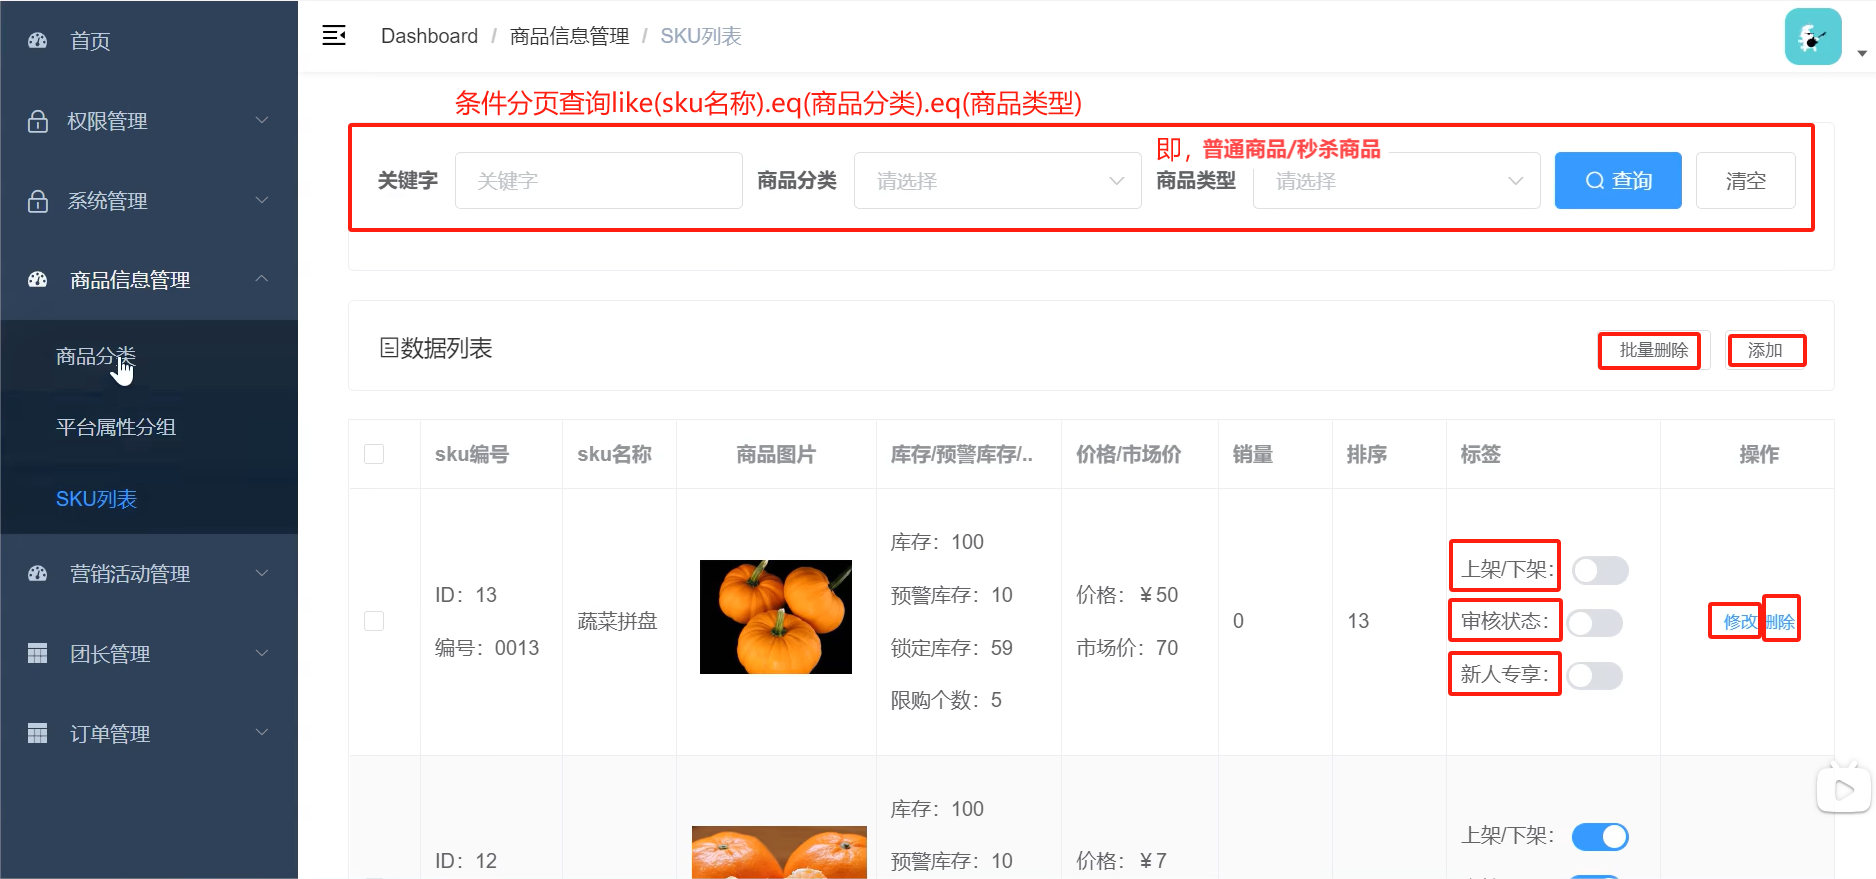 首页
权限管理
系统管理
商品信息管理
商品分类
平台属性分组
SKU列表
营销活动管理
团长管理
订单管理
Dashboard / 商品信息管理 / SKU列表
条件分页查询like(sku名称).eq(商品分类).eq(商品类型)
即，普通商品/秒杀商品
关键字 关键字 商品分类 请选择 商品类型 请选择 查询 清空
数据列表 批量删除 添加
sku编号 sku名称 商品图片 库存/预警库存/.. 价格/市场价 销量 排序 标签 操作
ID：13
编号：0013
蔬菜拼盘
库存：100
预警库存：10
锁定库存：59
限购个数：5
价格：￥50
市场价：70
0
13
上架/下架：
审核状态：
新人专享：
修改 删除
ID：12
库存：100
预警库存：10
价格：￥7
上架/下架：